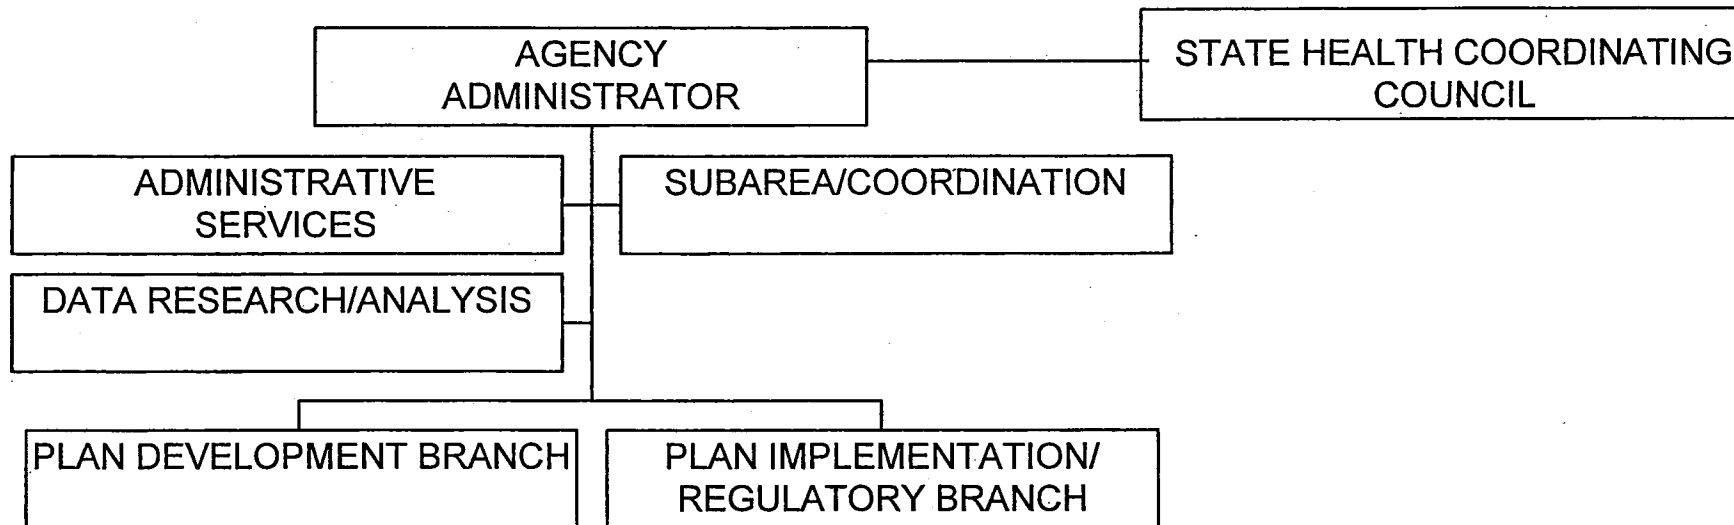 AGENCY
ADMINISTRATOR
STATE HEALTH COORDINATING
COUNCIL
ADMINISTRATIVE
SERVICES
SUBAREA/COORDINATION
DATA RESEARCH/ANALYSIS
PLAN DEVELOPMENT BRANCH
PLAN IMPLEMENTATION/
REGULATORY BRANCH